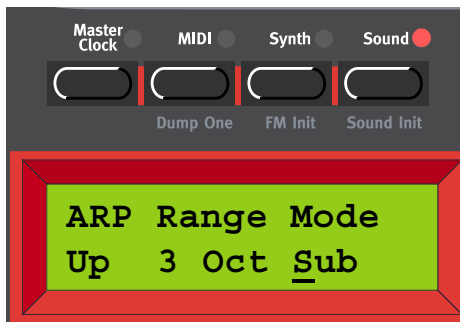 Master Clock MIDI Synth Sound
Dump One FM Init Sound Init
ARP Range Mode
Up 3 Oct Sub